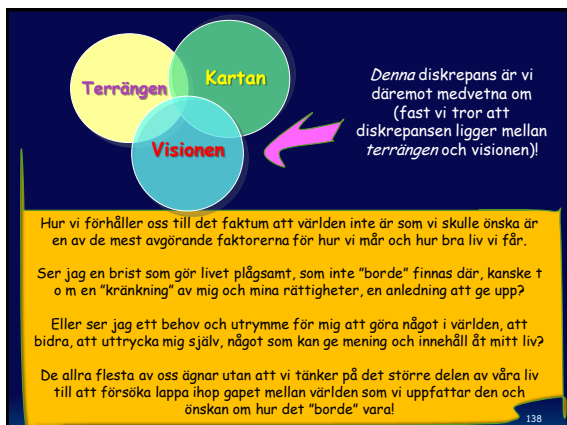 Terrängen
Kartan
Visionen
Denna diskrepans är vi
däremot medvetna om
(fast vi tror att
diskrepansen ligger mellan
terrängen och visionen)!
Hur vi förhåller oss till det faktum att världen inte är som vi skulle önska är
en av de mest avgörande faktorerna för hur vi mår och hur bra liv vi får.
Ser jag en brist som gör livet plågsamt, som inte ”borde” finnas där, kanske t
o m en ”kränkning” av mig och mina rättigheter, en anledning att ge upp?
Eller ser jag ett behov och utrymme för mig att göra något i världen, att
bidra, att uttrycka mig själv, något som kan ge mening och innehåll åt mitt liv?
De allra flesta av oss ägnar utan att vi tänker på det större delen av våra liv
till att försöka lappa ihop gapet mellan världen som vi uppfattar den och
önskan om hur det ”borde” vara!
138